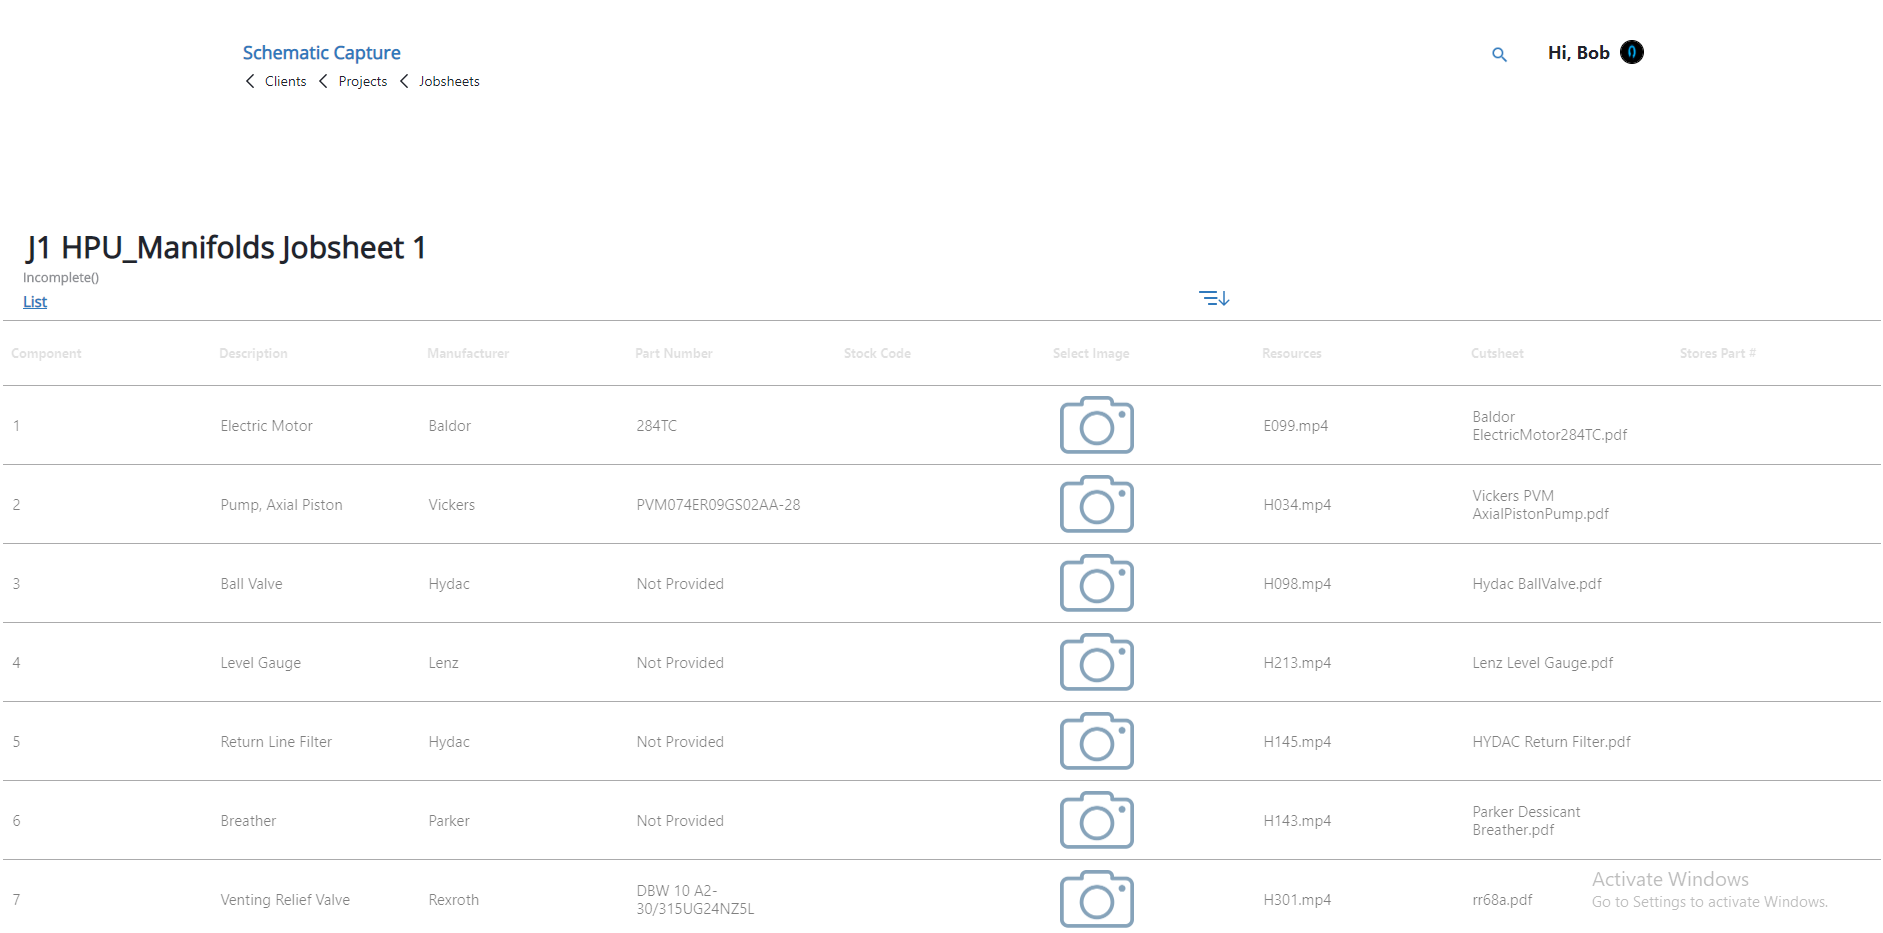 Schematic Capture
Hi, Bob
Clients Projects Jobsheets
J1 HPU_Manifolds Jobsheet 1
Incomplete()
List
Component Description Manufacturer Part Number Stock Code Select Image Resources Cutsheet Stores Part #
1 Electric Motor Baldor 284TC E099.mp4 Baldor
ElectricMotor284TC.pdf
2 Pump, Axial Piston Vickers PVM074ER09GS02AA-28 H034.mp4 Vickers PVM
AxialPistonPump.pdf
3 Ball Valve Hydac Not Provided H098.mp4 Hydac BallValve.pdf
4 Level Gauge Lenz Not Provided H213.mp4 Lenz Level Gauge.pdf
5 Return Line Filter Hydac Not Provided H145.mp4 HYDAC Return Filter.pdf
6 Breather Parker Not Provided H143.mp4 Parker Dessicant
Breather.pdf
7 Venting Relief Valve Rexroth DBW 10 A2-
30/315UG24NZ5L H301.mp4 rr68a.pdf
Activate Windows
Go to Settings to activate Windows.